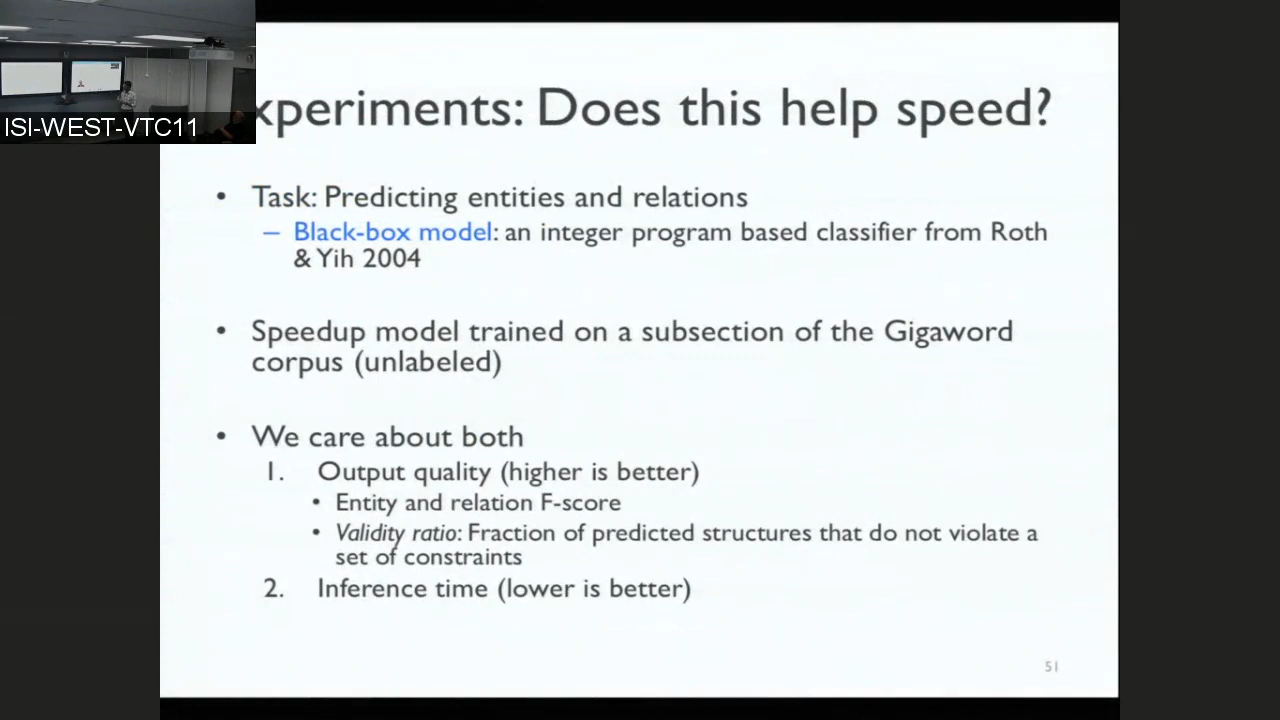 ISI-WEST-VTC11
xperiments: Does this help speed?
• Task: Predicting entities and relations
– Black-box model: an integer program based classifier from Roth
& Yih 2004
• Speedup model trained on a subsection of the Gigaword
corpus (unlabeled)
• We care about both
1. Output quality (higher is better)
• Entity and relation F-score
• Validity ratio: Fraction of predicted structures that do not violate a
set of constraints
2. Inference time (lower is better)
51